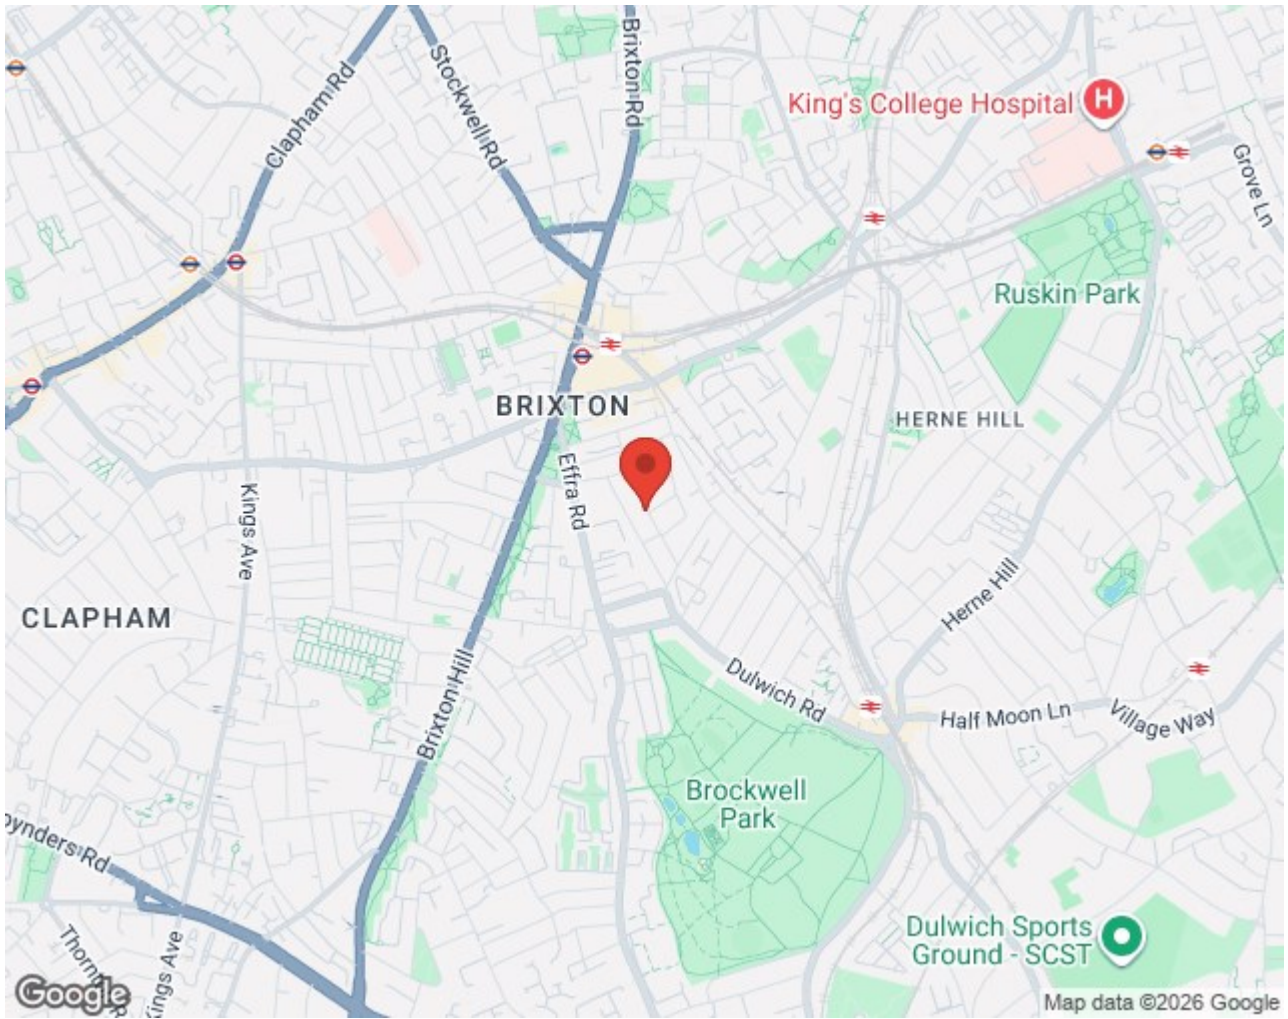 Brixton Rd
Stockwell Rd
Clapham Rd
King's College Hospital
H
Grove Ln
Ruskin Park
BRIXTON
HERNE HILL
Effra Rd
Kings Ave
CLAPHAM
Herne Hill
Brixton Hill
Dulwich Rd
Half Moon Ln
Village Way
Brockwell
Park
oynders Rd
Dulwich Sports
Ground - SCST
Kings Ave
Google
Map data ©2026 Google